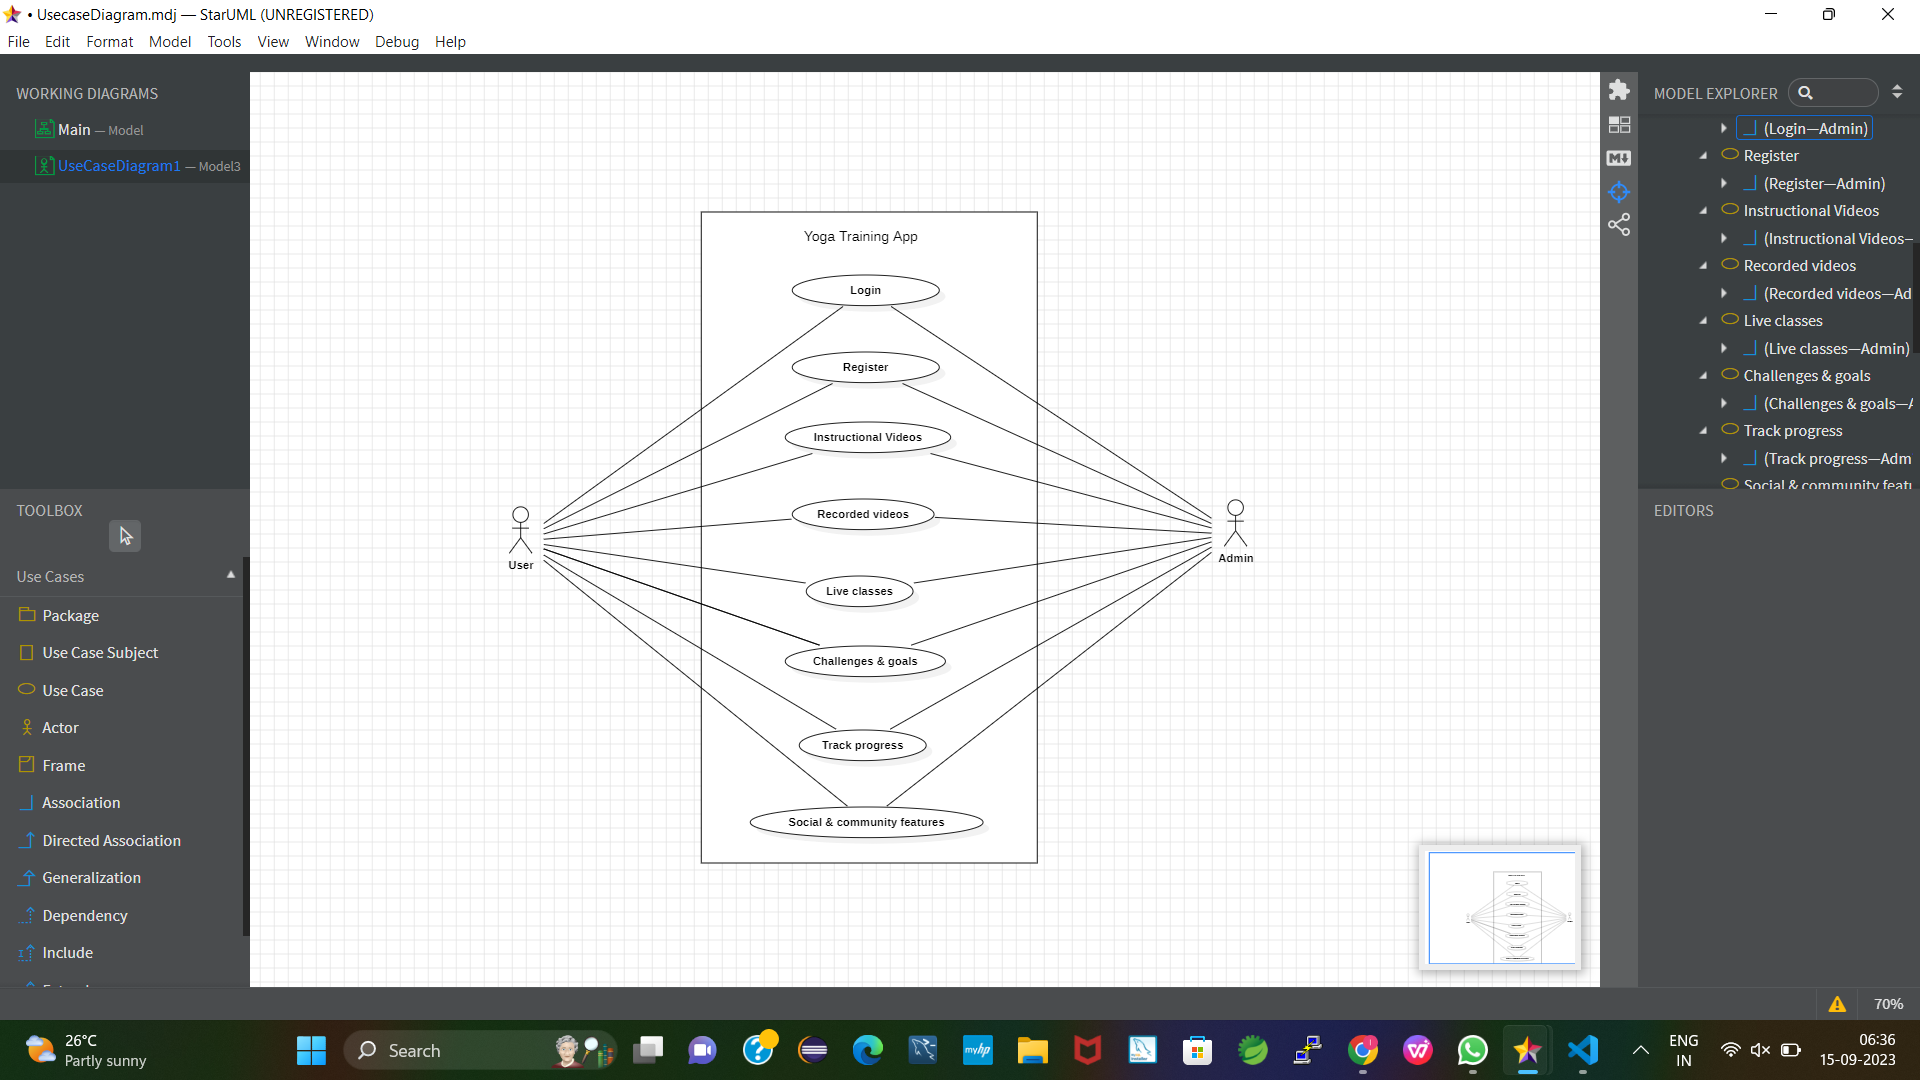 • UsecaseDiagram.mdj — StarUML (UNREGISTERED)
File Edit Format Model Tools View Window Debug Help
WORKING DIAGRAMS
Main — Model
UseCaseDiagram1 — Model3
TOOLBOX
Use Cases
Package
Use Case Subject
Use Case
Actor
Frame
Association
Directed Association
Generalization
Dependency
Include
Yoga Training App
Login
Register
Instructional Videos
Recorded videos
Live classes
Challenges & goals
Track progress
Social & community features
User
Admin
MODEL EXPLORER
(Login—Admin)
Register
(Register—Admin)
Instructional Videos
(Instructional Videos—
Recorded videos
(Recorded videos—Ad
Live classes
(Live classes—Admin)
Challenges & goals
(Challenges & goals—A
Track progress
(Track progress—Adm
Social & community featu
EDITORS
70%
26°C
Partly sunny
Search
myhp
ENG
IN
06:36
15-09-2023